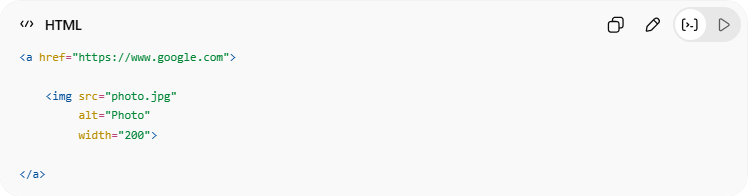 HTML
<a href="https://www.google.com">
<img src="photo.jpg"
alt="Photo"
width="200">
</a>